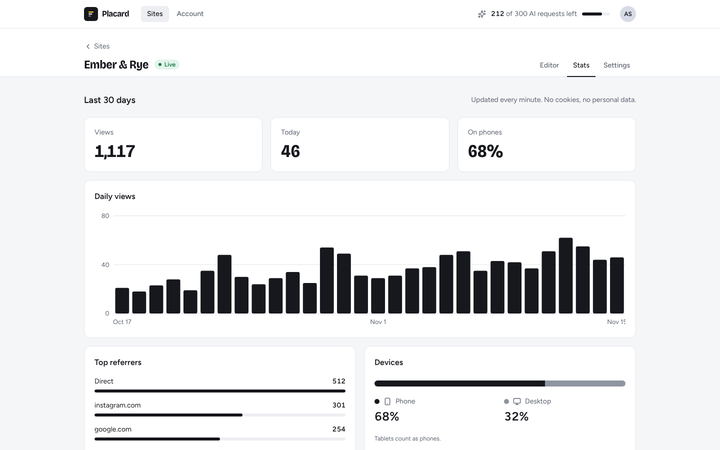 Placard
Sites
Account
212 of 300 AI requests left
AS
Sites
Ember & Rye
Live
Editor
Stats
Settings
Last 30 days
Updated every minute. No cookies, no personal data.
Views
1,117
Today
46
On phones
68%
Daily views
80
40
0
Oct 17
Nov 1
Nov 15
Top referrers
Direct 512
instagram.com 301
google.com 254
Devices
Phone
68%
Desktop
32%
Tablets count as phones.